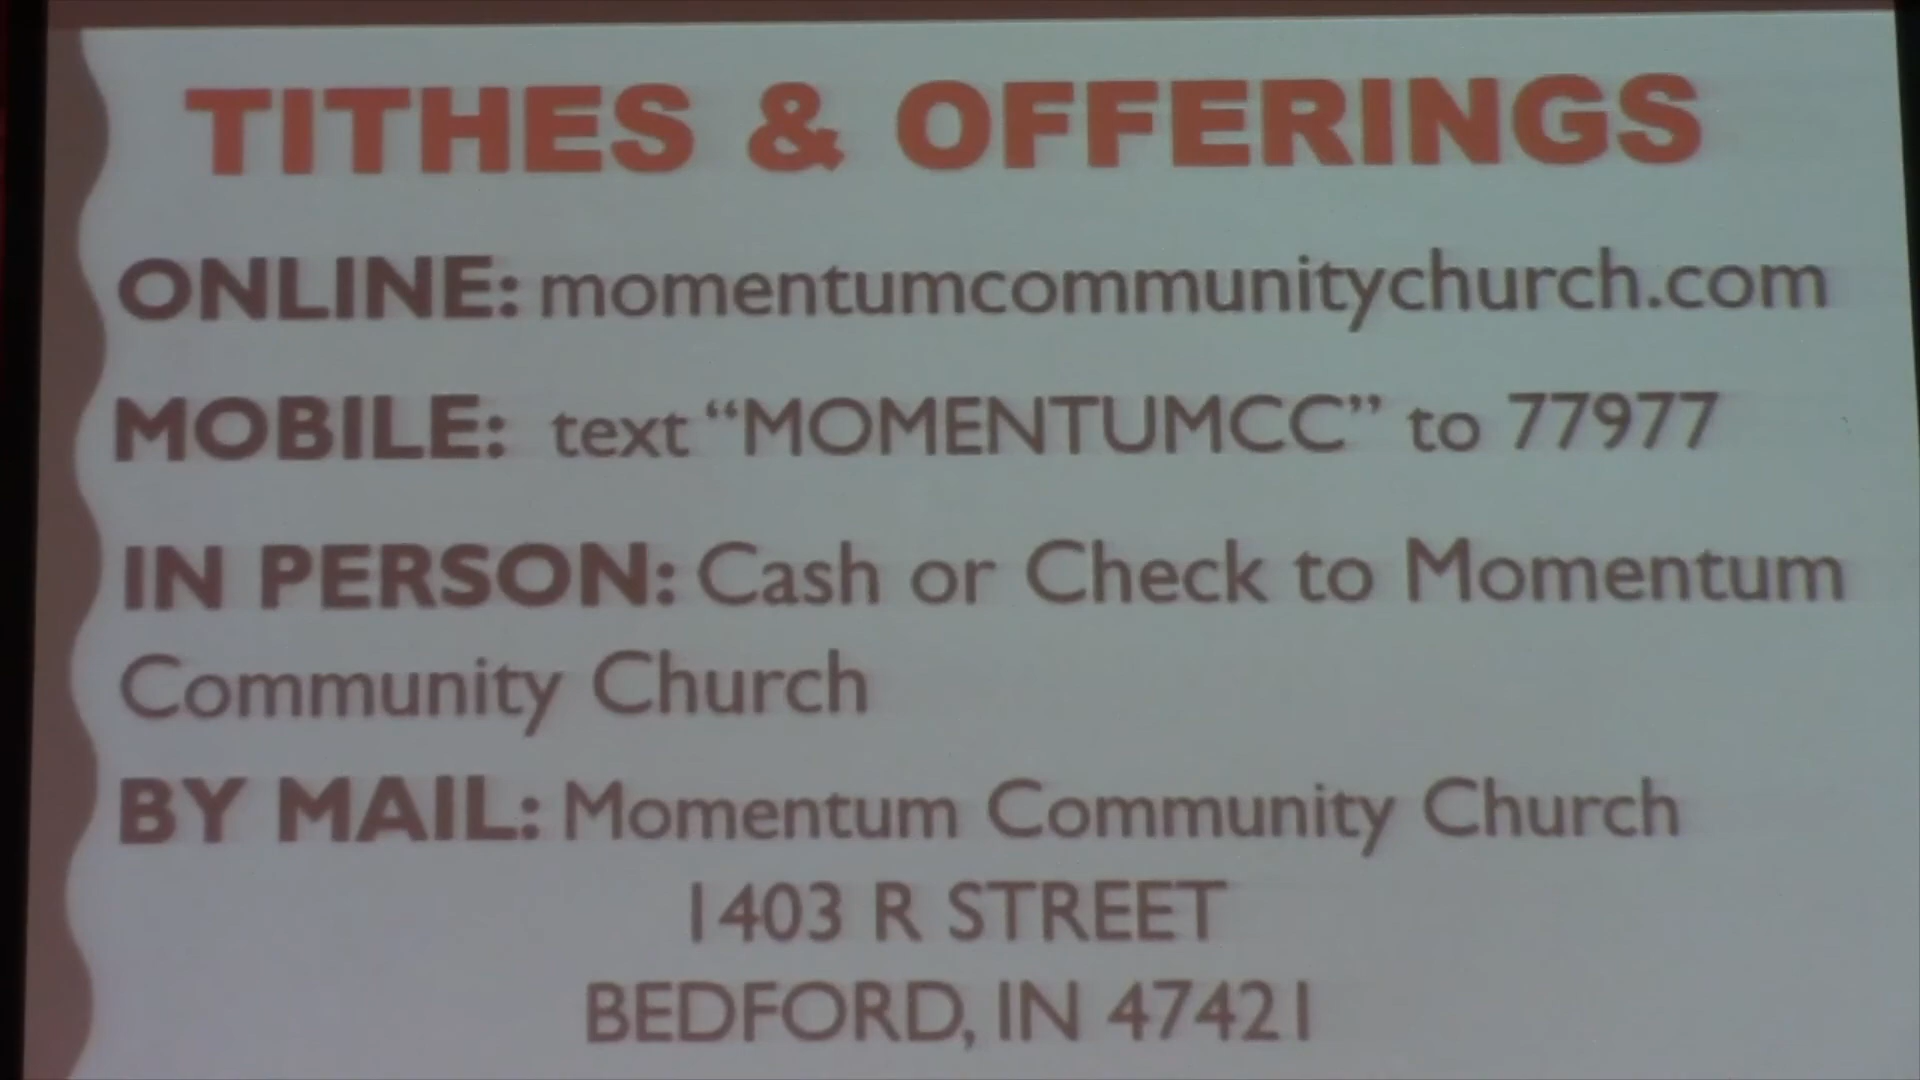 TITHES & OFFERINGS
ONLINE: momentumcommunitychurch.com
MOBILE: text “MOMENTUMCC” to 77977
IN PERSON: Cash or Check to Momentum
Community Church
BY MAIL: Momentum Community Church
1403 R STREET
BEDFORD, IN 47421